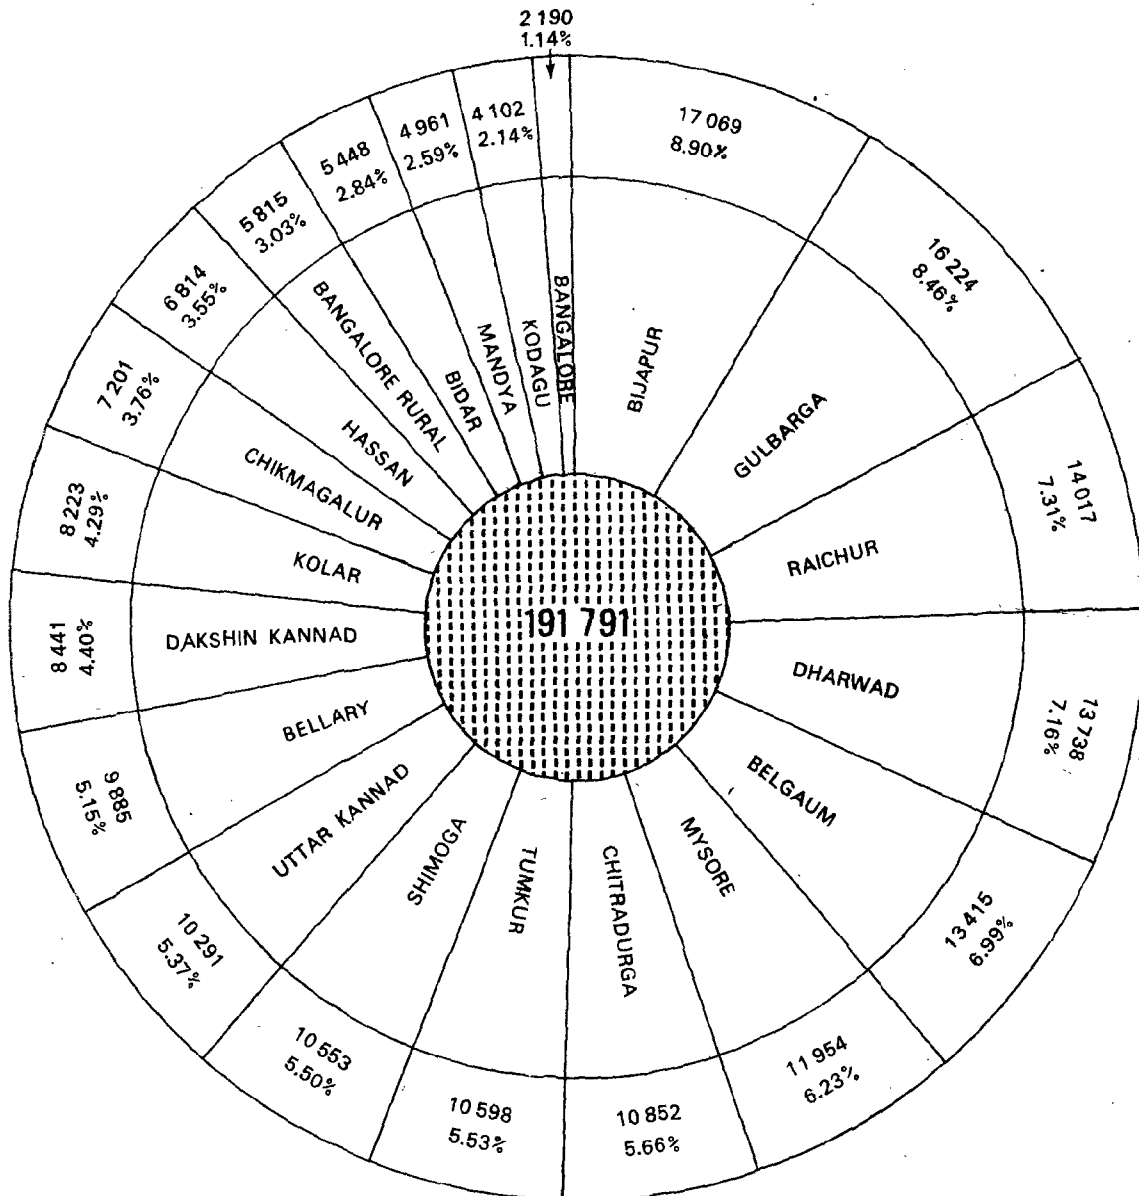 2 190
1.14%
17 069
8.90%
BIJAPUR
16 224
8.46%
GULBARGA
14 017
7.31%
RAICHUR
13 738
7.16%
DHARWAD
13 415
6.99%
BELGAUM
11 954
6.23%
MYSORE
10 852
5.66%
CHITRADURGA
10 598
5.53%
TUMKUR
10 553
5.50%
SHIMOGA
10 291
5.37%
UTTAR KANNAD
9 885
5.15%
BELLARY
8 441
4.40%
DAKSHIN KANNAD
8 223
4.29%
KOLAR
7 201
3.76%
CHIKMAGALUR
6 814
3.55%
HASSAN
5 815
3.03%
BANGALORE RURAL
5 448
2.84%
BIDAR
4 961
2.59%
MANDYA
4 102
2.14%
KODAGU
BANGALORE
191 791